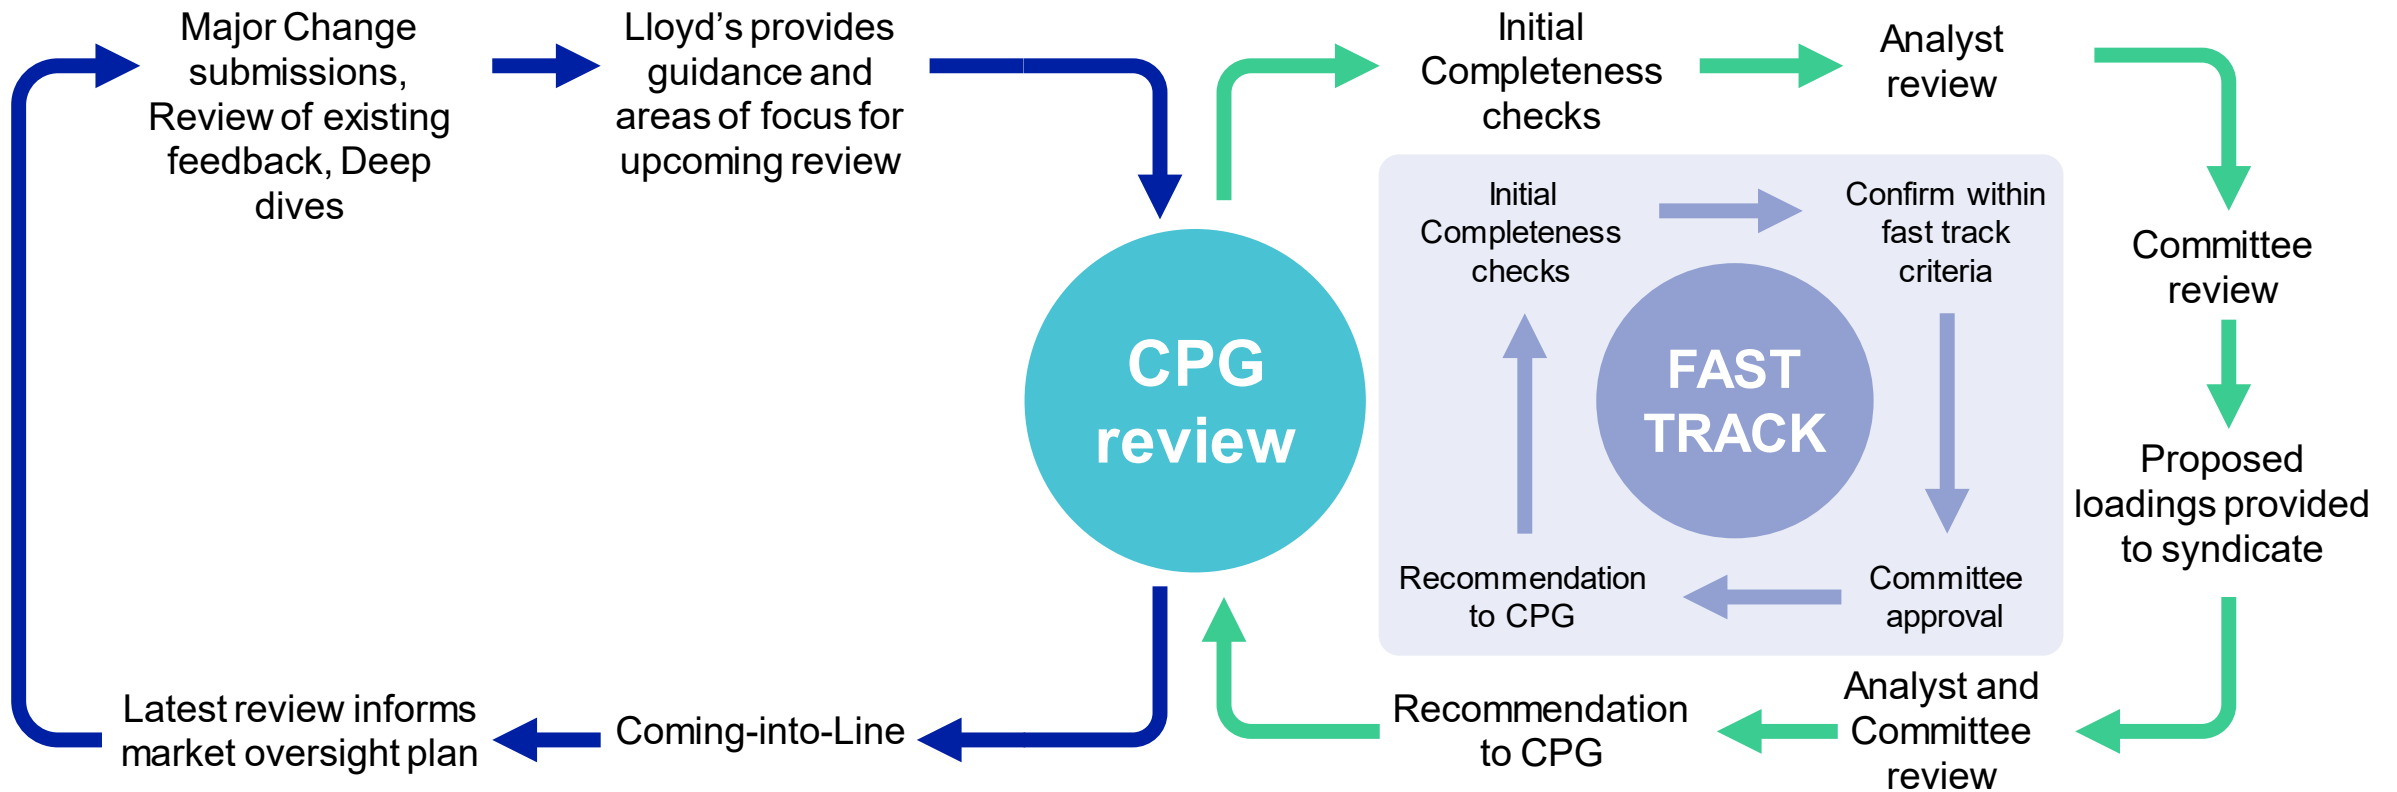 Major Change
submissions,
Review of existing
feedback, Deep
dives
Lloyd’s provides
guidance and
areas of focus for
upcoming review
Initial
Completeness
checks
Analyst
review
Committee
review
Proposed
loadings provided
to syndicate
Analyst and
Committee
review
Recommendation
to CPG
CPG
review
Initial
Completeness
checks
Confirm within
fast track
criteria
FAST
TRACK
Committee
approval
Recommendation
to CPG
Coming-into-Line
Latest review informs
market oversight plan